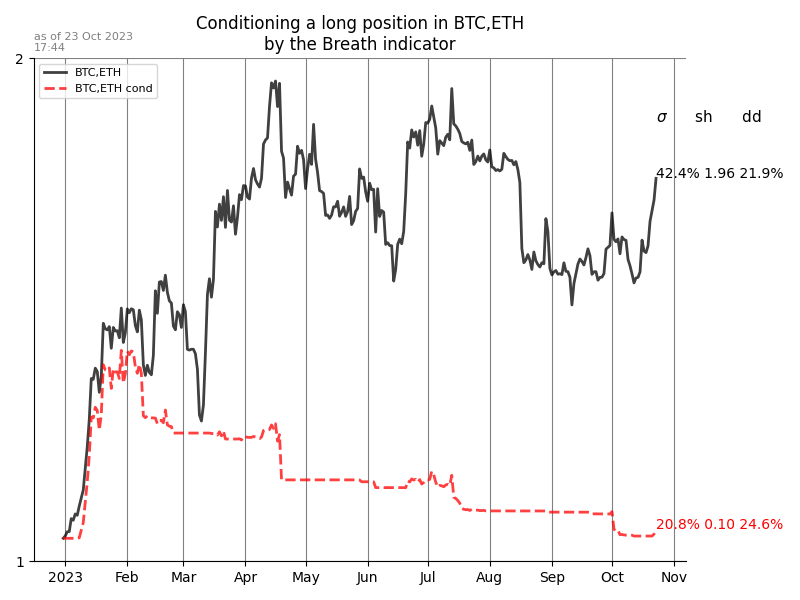 Conditioning a long position in BTC,ETH
by the Breath indicator
as of 23 Oct 2023
17:44
2
BTC,ETH
BTC,ETH cond
σ sh dd
42.4% 1.96 21.9%
20.8% 0.10 24.6%
1
2023 Feb Mar Apr May Jun Jul Aug Sep Oct Nov